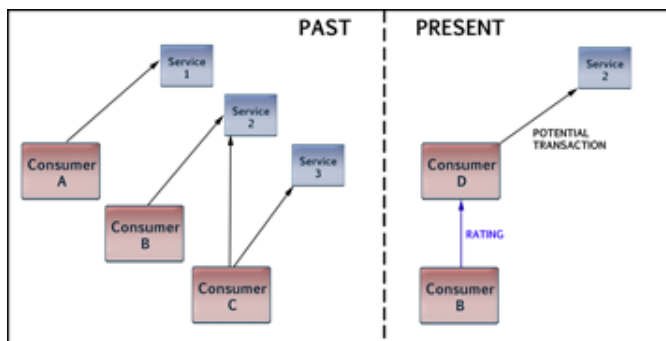 PAST
Service
1
Service
2
Service
3
Consumer
A
Consumer
B
Consumer
C
PRESENT
Service
2
POTENTIAL
TRANSACTION
Consumer
D
RATING
Consumer
B